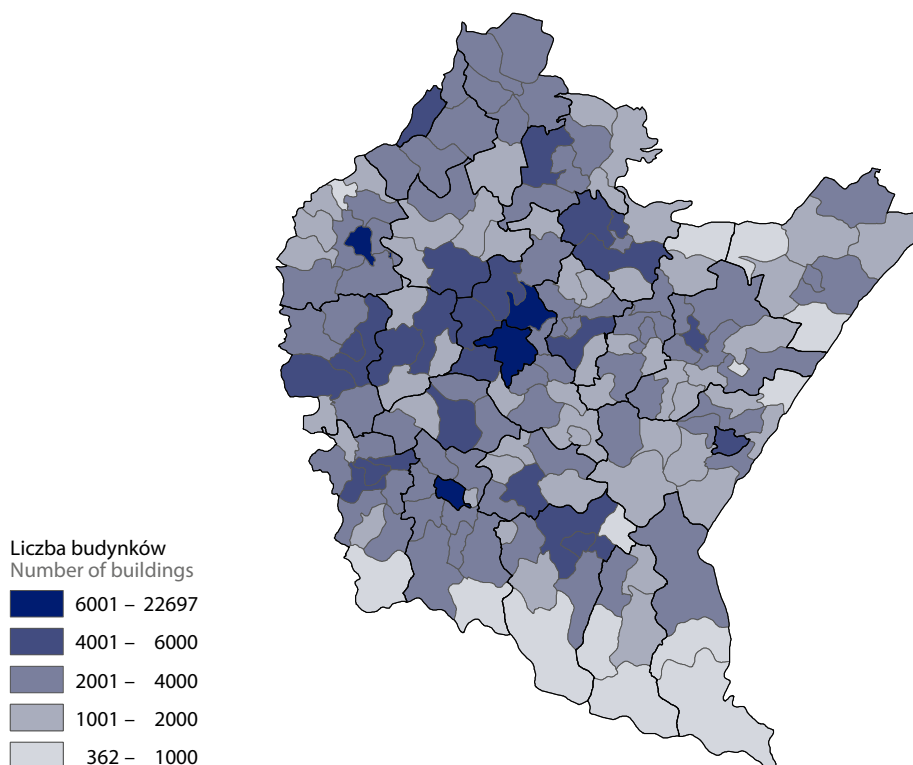 Liczba budynków
Number of buildings
6001 – 22697
4001 – 6000
2001 – 4000
1001 – 2000
362 – 1000